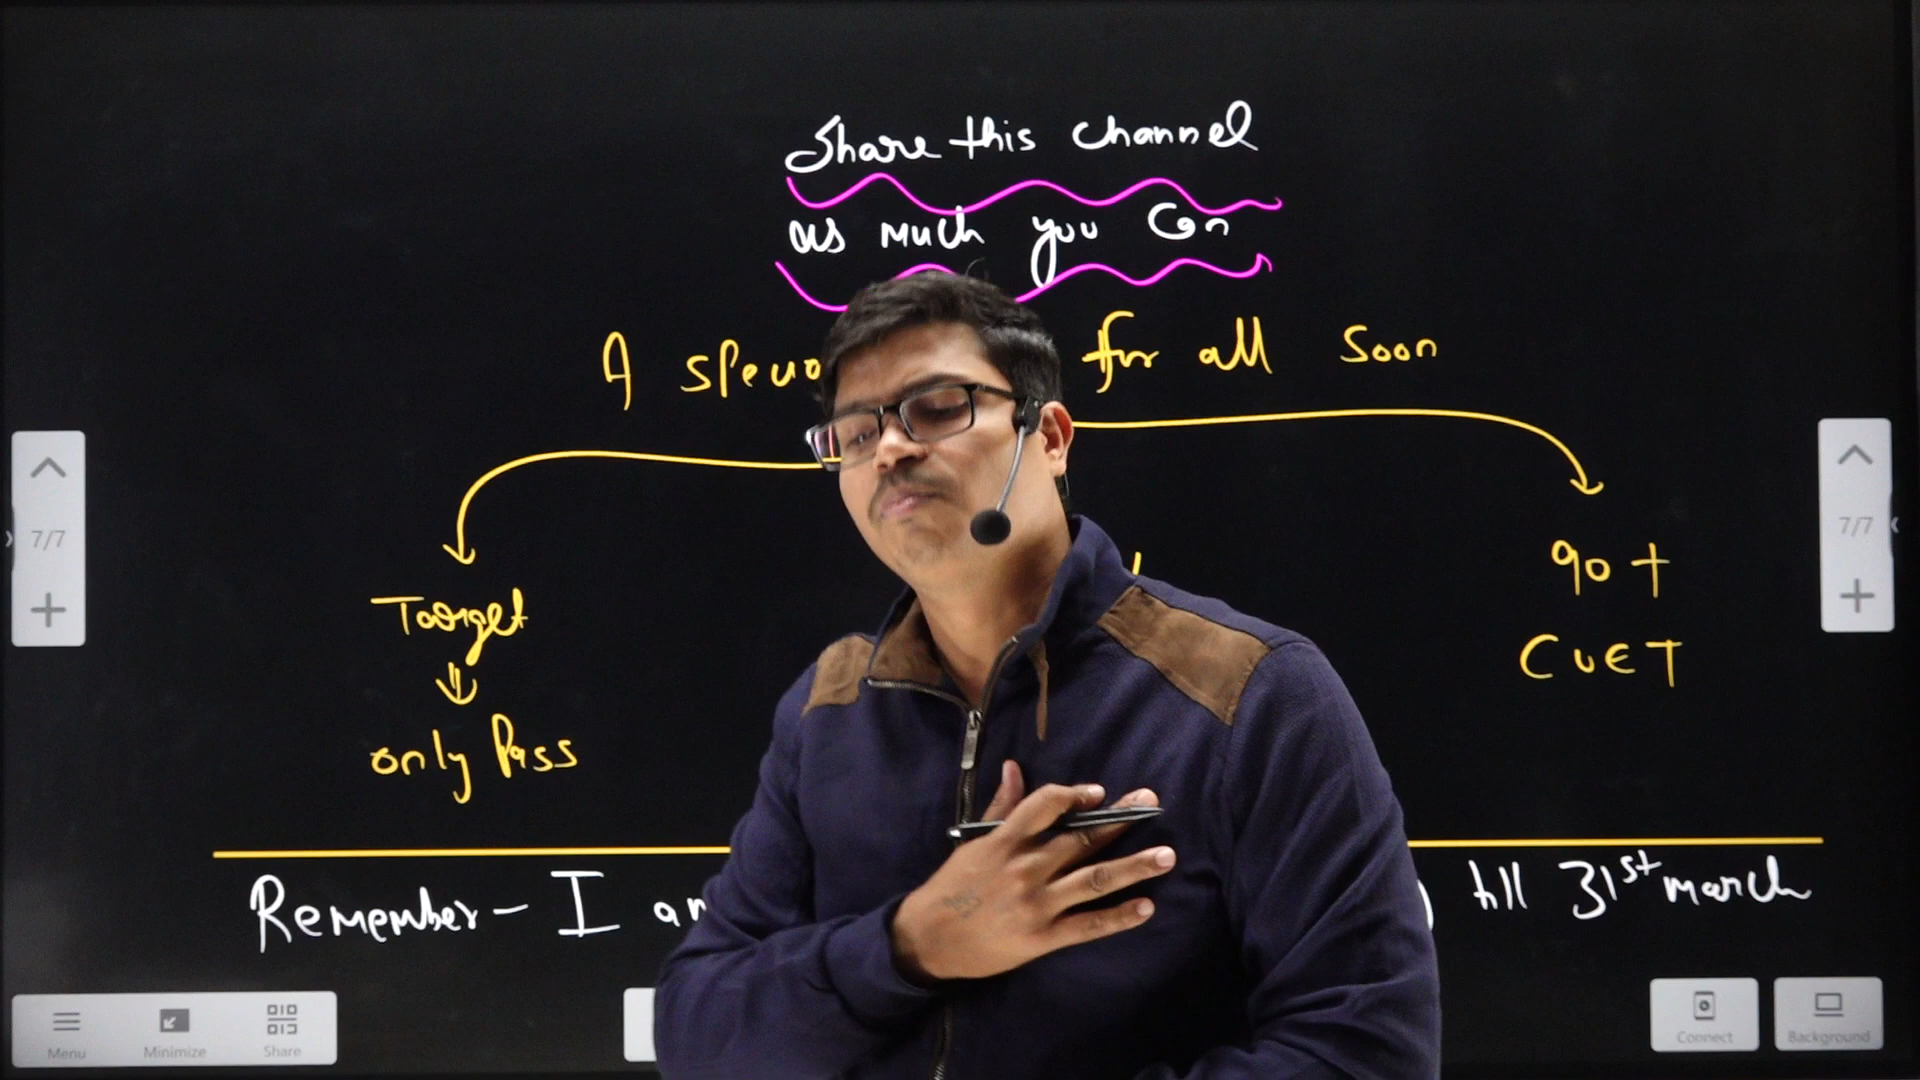 Share this channel
as much you can
A for all soon
Target
only Pass
90 +
CUET
Remember - I till 31st march
7/7
7/7
Menu
Minimize
Share
Connect
Background